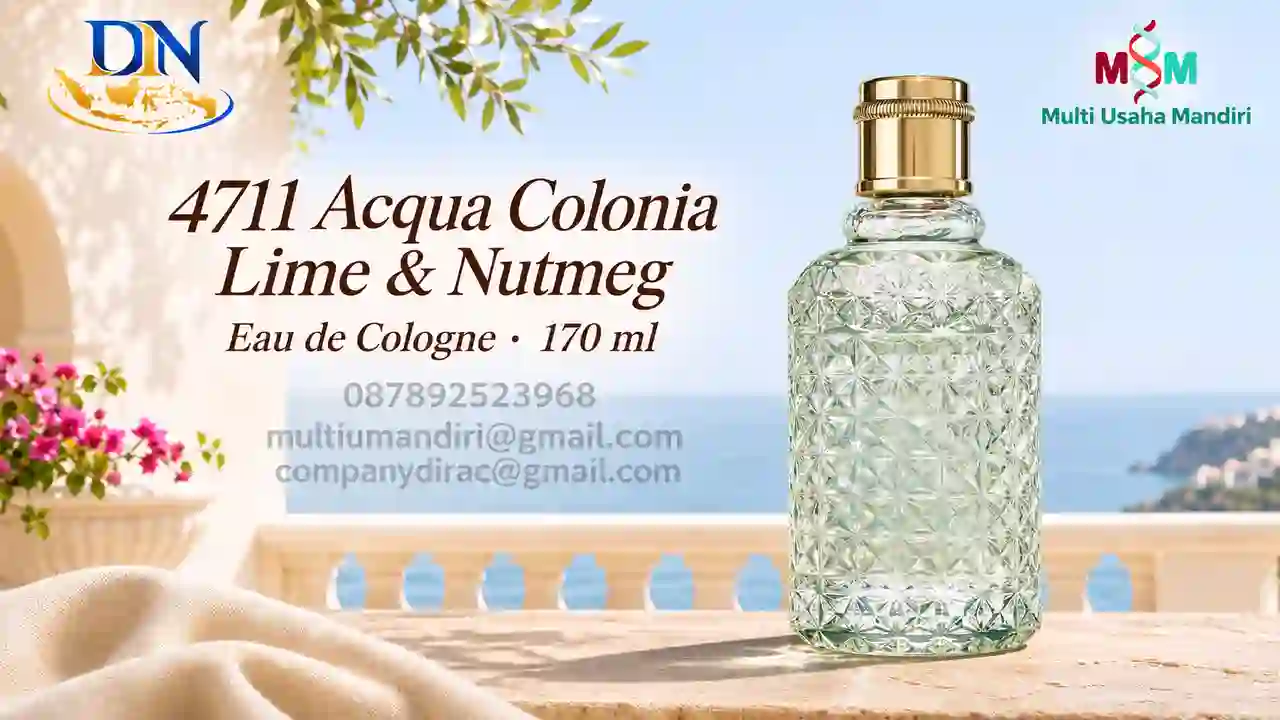 DN
MSM
Multi Usaha Mandiri
4711 Acqua Colonia
Lime & Nutmeg
Eau de Cologne · 170 ml
087892523968
multiumandiri@gmail.com
companydirac@gmail.com